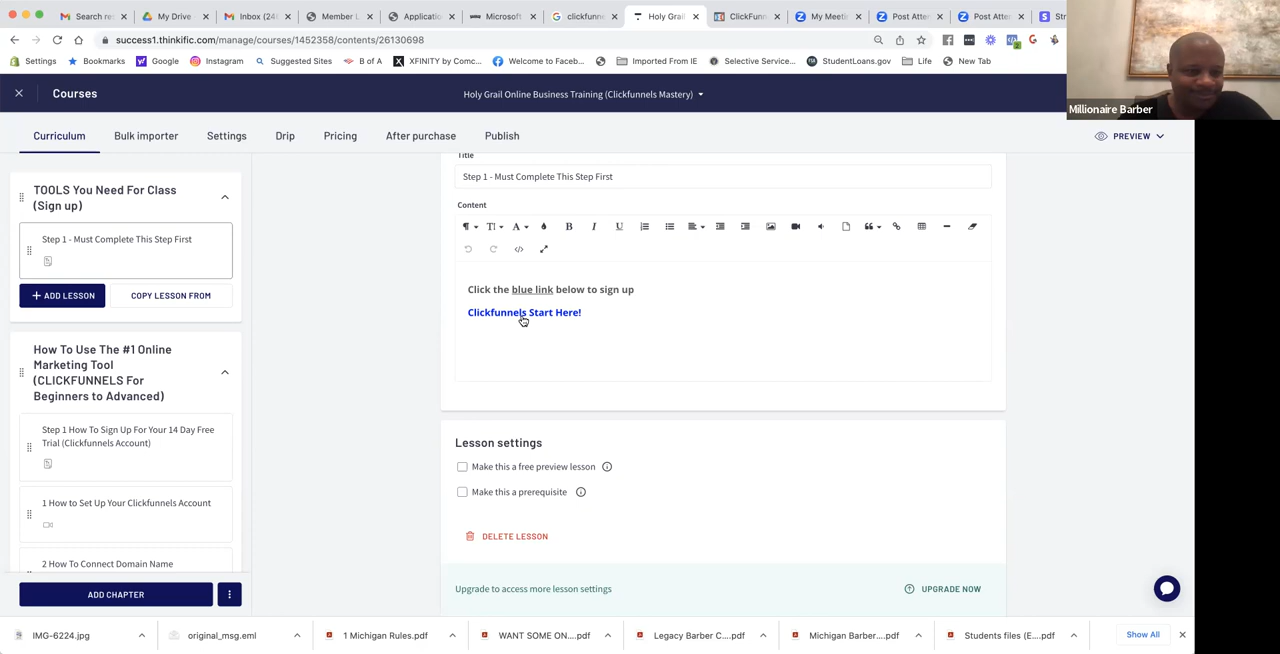 Search res
My Drive
Inbox (24
Member L
Applicatio
Microsoft
clickfunne
Holy Grail
ClickFunn
My Meeti
Post Atter
Post Atter
Str
success1.thinkific.com/manage/courses/1452358/contents/26130698
Settings
Bookmarks
Google
Instagram
Suggested Sites
B of A
XFINITY by Comc...
Welcome to Faceb...
Imported From IE
Selective Service...
StudentLoans.gov
Life
New Tab
Millionaire Barber
Courses
Holy Grail Online Business Training (Clickfunnels Mastery)
Curriculum
Bulk importer
Settings
Drip
Pricing
After purchase
Publish
PREVIEW
TOOLS You Need For Class
(Sign up)
Step 1 - Must Complete This Step First
+ ADD LESSON
COPY LESSON FROM
How To Use The #1 Online
Marketing Tool
(CLICKFUNNELS For
Beginners to Advanced)
Step 1 How To Sign Up For Your 14 Day Free
Trial (Clickfunnels Account)
1 How to Set Up Your Clickfunnels Account
2 How To Connect Domain Name
ADD CHAPTER
Title
Step 1 - Must Complete This Step First
Content
Click the blue link below to sign up
Clickfunnels Start Here!
Lesson settings
Make this a free preview lesson
Make this a prerequisite
DELETE LESSON
Upgrade to access more lesson settings
UPGRADE NOW
IMG-6224.jpg
original_msg.eml
1 Michigan Rules.pdf
WANT SOME ON....pdf
Legacy Barber C....pdf
Michigan Barber....pdf
Students files (E....pdf
Show All